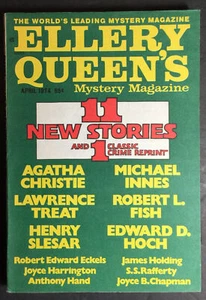 THE WORLD'S LEADING MYSTERY MAGAZINE
ELLERY
QUEEN'S
Mystery Magazine
APRIL
11
NEW STORIES
AND 1 CLASSIC
CRIME REPRINT
AGATHA
CHRISTIE
MICHAEL
INNES
LAWRENCE
TREAT
ROBERT L.
FISH
HENRY
SLESAR
EDWARD D.
HOCH
Robert Edward Eckels
James Holding
Joyce Harrington
S.S.Rafferty
Anthony Hand
Joyce B.Chapman